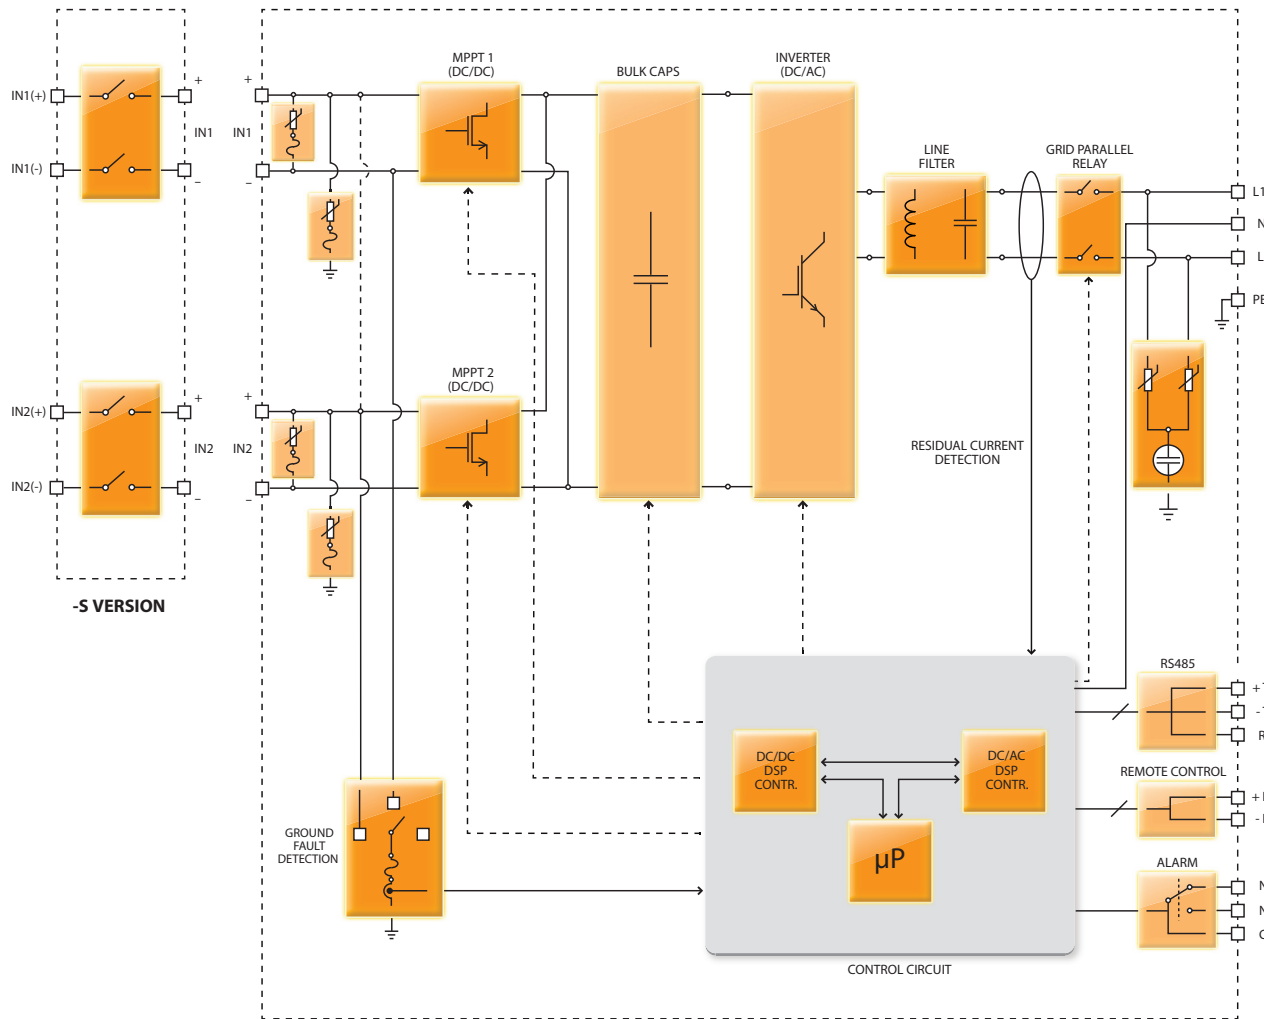 MPPT 1
(DC/DC)
BULK CAPS
INVERTER
(DC/AC)
LINE
FILTER
GRID PARALLEL
RELAY
IN1(+)
+
IN1
IN1(-)
–
+
IN1
–
L1
N
L
PE
MPPT 2
(DC/DC)
IN2(+)
+
IN2
IN2(-)
–
+
IN2
–
RESIDUAL CURRENT
DETECTION
-S VERSION
RS485
+T
-T
R
DC/DC
DSP
CONTR.
DC/AC
DSP
CONTR.
REMOTE CONTROL
+
-
GROUND
FAULT
DETECTION
µP
ALARM
N
N
C
CONTROL CIRCUIT